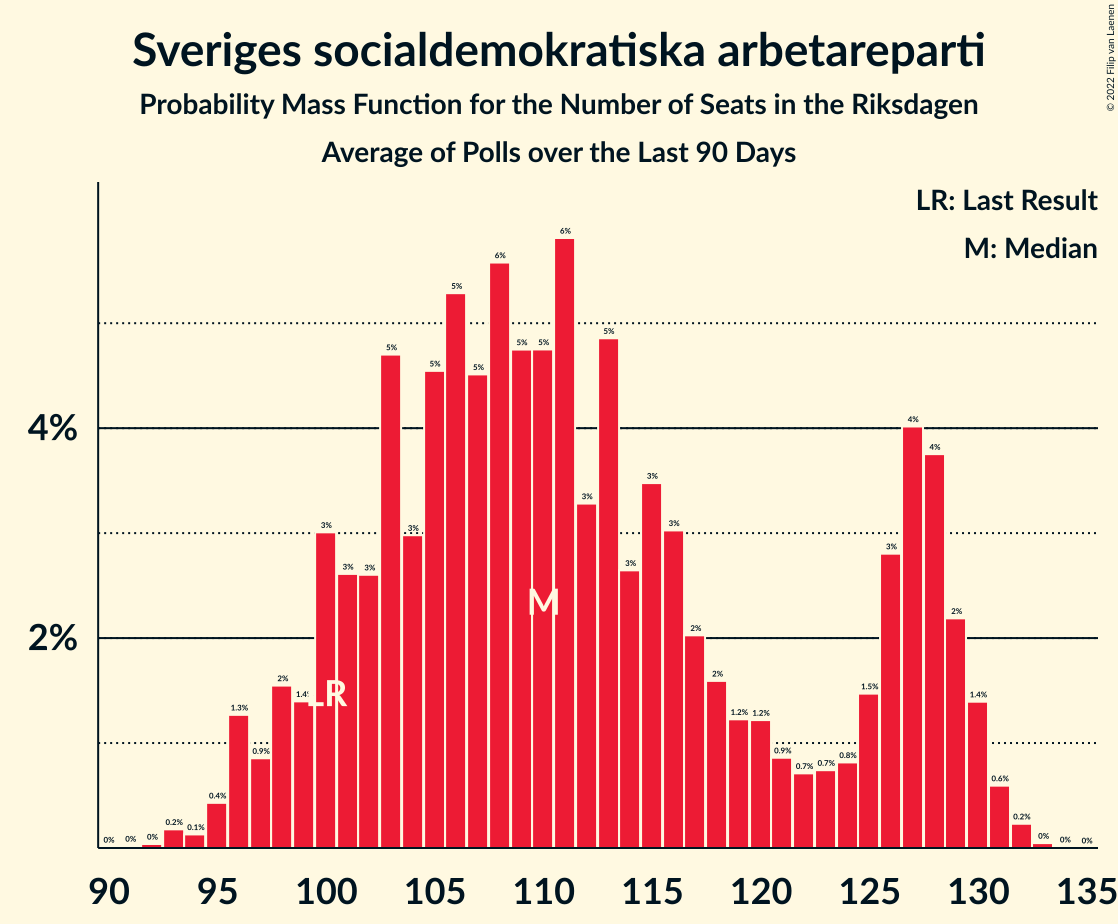 Sveriges socialdemokratiska arbetareparti
Probability Mass Function for the Number of Seats in the Riksdagen
Average of Polls over the Last 90 Days
© 2022 Filip van Laenen
LR: Last Result
M: Median
4%
2%
0% 0% 0% 0.2% 0.1% 0.4% 1.3% 0.9% 2% 1.4% 3% 3% 3% 5% 3% 5% 5% 5% 6% 5% 5% 6% 3% 5% 3% 3% 3% 2% 2% 1.2% 1.2% 0.9% 0.7% 0.7% 0.8% 1.5% 3% 4% 4% 2% 1.4% 0.6% 0.2% 0% 0% 0%
LR
M
90 95 100 105 110 115 120 125 130 135